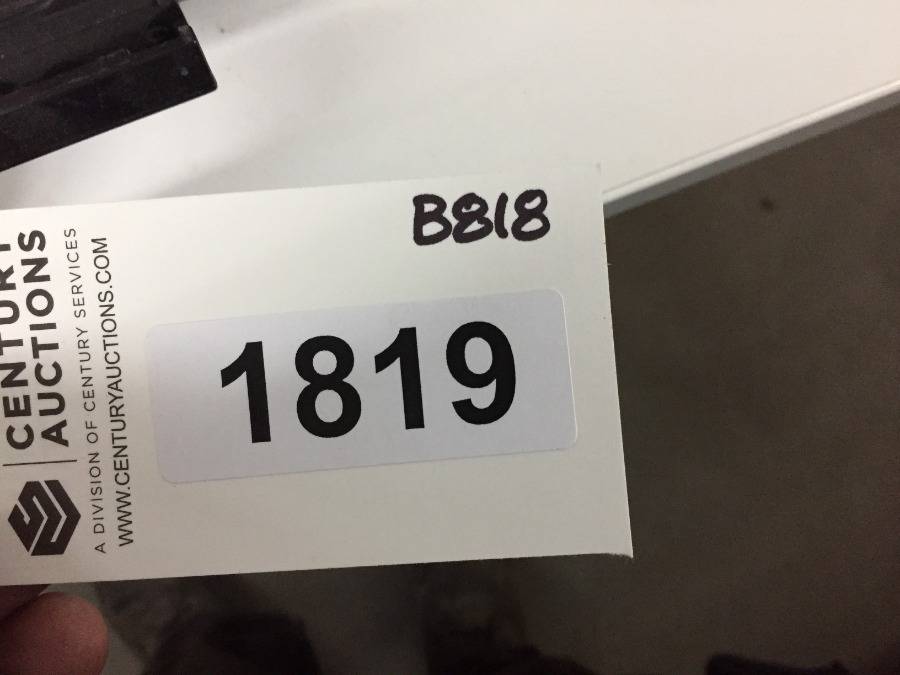 B818
1819
CENTURY
AUCTIONS
A DIVISION OF CENTURY SERVICES
WWW.CENTURYAUCTIONS.COM